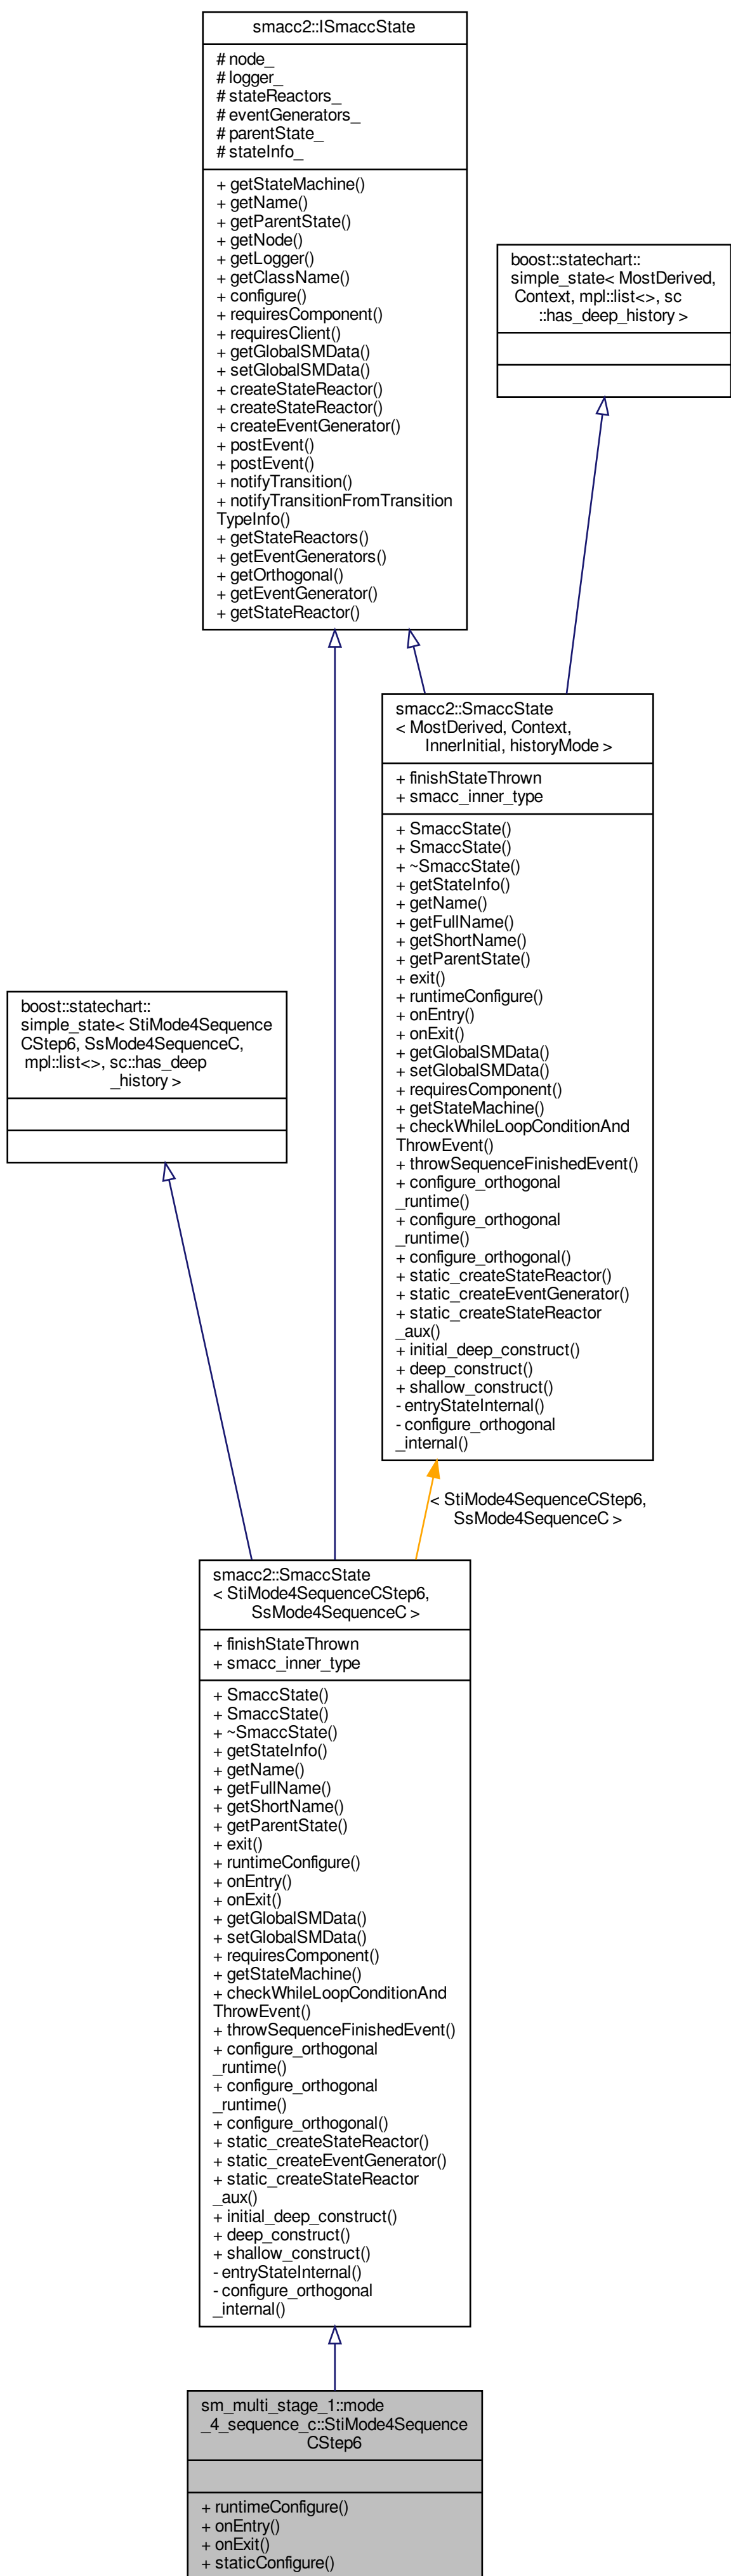 smacc2::ISmaccState
# node_
# logger_
# stateReactors_
# eventGenerators_
# parentState_
# stateInfo_
+ getStateMachine()
+ getName()
+ getParentState()
+ getNode()
+ getLogger()
+ getClassName()
+ configure()
+ requiresComponent()
+ requiresClient()
+ getGlobalSMData()
+ setGlobalSMData()
+ createStateReactor()
+ createStateReactor()
+ createEventGenerator()
+ postEvent()
+ postEvent()
+ notifyTransition()
+ notifyTransitionFromTransition
TypeInfo()
+ getStateReactors()
+ getEventGenerators()
+ getOrthogonal()
+ getEventGenerator()
+ getStateReactor()
boost::statechart::
simple_state< MostDerived,
Context, mpl::list<>, sc
::has_deep_history >
smacc2::SmaccState
< MostDerived, Context,
InnerInitial, historyMode >
+ finishStateThrown
+ smacc_inner_type
+ SmaccState()
+ SmaccState()
+ ~SmaccState()
+ getStateInfo()
+ getName()
+ getFullName()
+ getShortName()
+ getParentState()
+ exit()
+ runtimeConfigure()
+ onEntry()
+ onExit()
+ getGlobalSMData()
+ setGlobalSMData()
+ requiresComponent()
+ getStateMachine()
+ checkWhileLoopConditionAnd
ThrowEvent()
+ throwSequenceFinishedEvent()
+ configure_orthogonal
_runtime()
+ configure_orthogonal
_runtime()
+ configure_orthogonal()
+ static_createStateReactor()
+ static_createEventGenerator()
+ static_createStateReactor
_aux()
+ initial_deep_construct()
+ deep_construct()
+ shallow_construct()
- entryStateInternal()
- configure_orthogonal
_internal()
boost::statechart::
simple_state< StiMode4Sequence
CStep6, SsMode4SequenceC,
mpl::list<>, sc::has_deep
_history >
< StiMode4SequenceCStep6,
SsMode4SequenceC >
smacc2::SmaccState
< StiMode4SequenceCStep6,
SsMode4SequenceC >
+ finishStateThrown
+ smacc_inner_type
+ SmaccState()
+ SmaccState()
+ ~SmaccState()
+ getStateInfo()
+ getName()
+ getFullName()
+ getShortName()
+ getParentState()
+ exit()
+ runtimeConfigure()
+ onEntry()
+ onExit()
+ getGlobalSMData()
+ setGlobalSMData()
+ requiresComponent()
+ getStateMachine()
+ checkWhileLoopConditionAnd
ThrowEvent()
+ throwSequenceFinishedEvent()
+ configure_orthogonal
_runtime()
+ configure_orthogonal
_runtime()
+ configure_orthogonal()
+ static_createStateReactor()
+ static_createEventGenerator()
+ static_createStateReactor
_aux()
+ initial_deep_construct()
+ deep_construct()
+ shallow_construct()
- entryStateInternal()
- configure_orthogonal
_internal()
sm_multi_stage_1::mode
_4_sequence_c::StiMode4Sequence
CStep6
+ runtimeConfigure()
+ onEntry()
+ onExit()
+ staticConfigure()